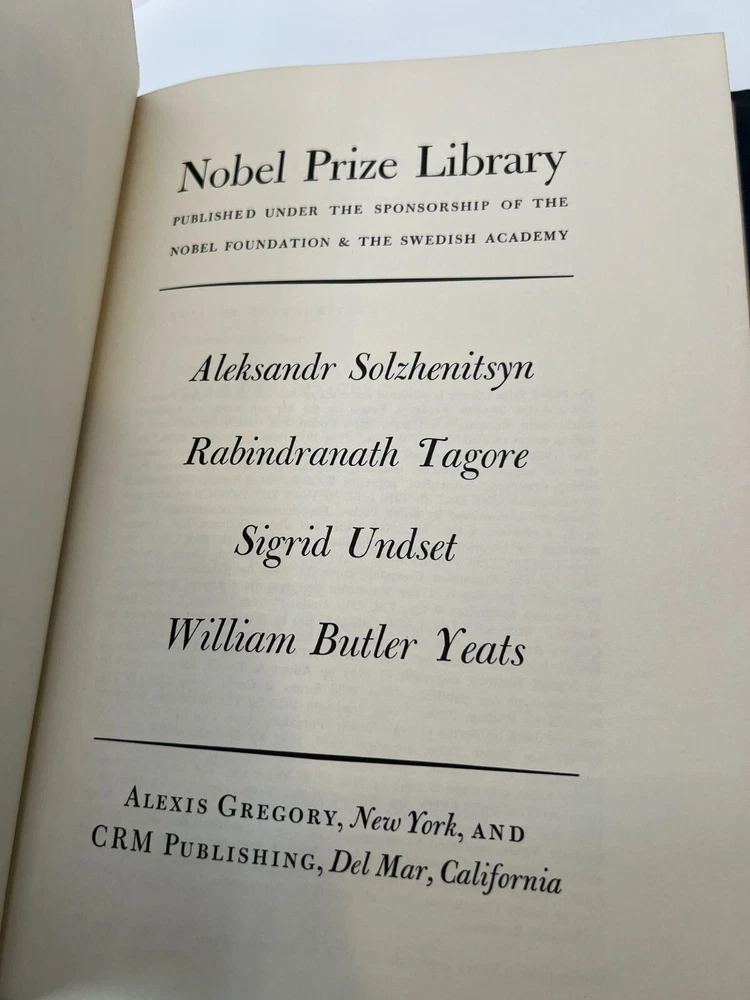 Nobel Prize Library
PUBLISHED UNDER THE SPONSORSHIP OF THE
NOBEL FOUNDATION & THE SWEDISH ACADEMY
Aleksandr Solzhenitsyn
Rabindranath Tagore
Sigrid Undset
William Butler Yeats
ALEXIS GREGORY, New York, AND
CRM PUBLISHING, Del Mar, California